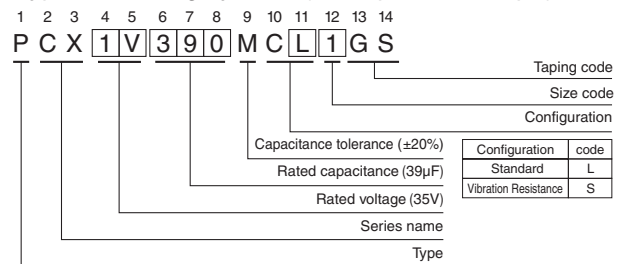 1 2 3 4 5 6 7 8 9 10 11 12 13 14
P C X 1 V 3 9 0 M C L 1 G S
Taping code
Size code
Configuration
Capacitance tolerance (±20%)
Rated capacitance (39μF)
Rated voltage (35V)
Series name
Type
Configuration code
Standard L
Vibration Resistance S